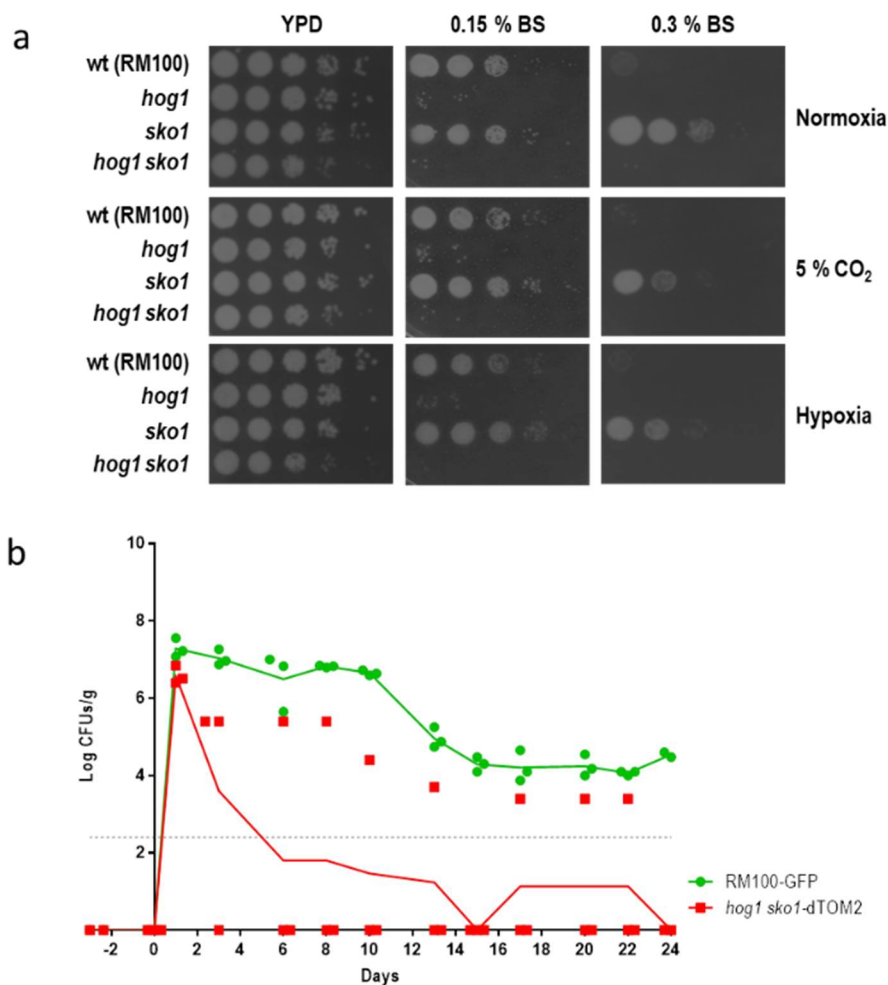 a
YPD 0.15 % BS 0.3 % BS
wt (RM100)
hog1
sko1
hog1 sko1
Normoxia
wt (RM100)
hog1
sko1
hog1 sko1
5 % CO₂
wt (RM100)
hog1
sko1
hog1 sko1
Hypoxia
b
10
8
6
4
2
Log CFUs/g
-2 0 2 4 6 8 10 12 14 16 18 20 22 24
Days
RM100-GFP
hog1 sko1-dTOM2